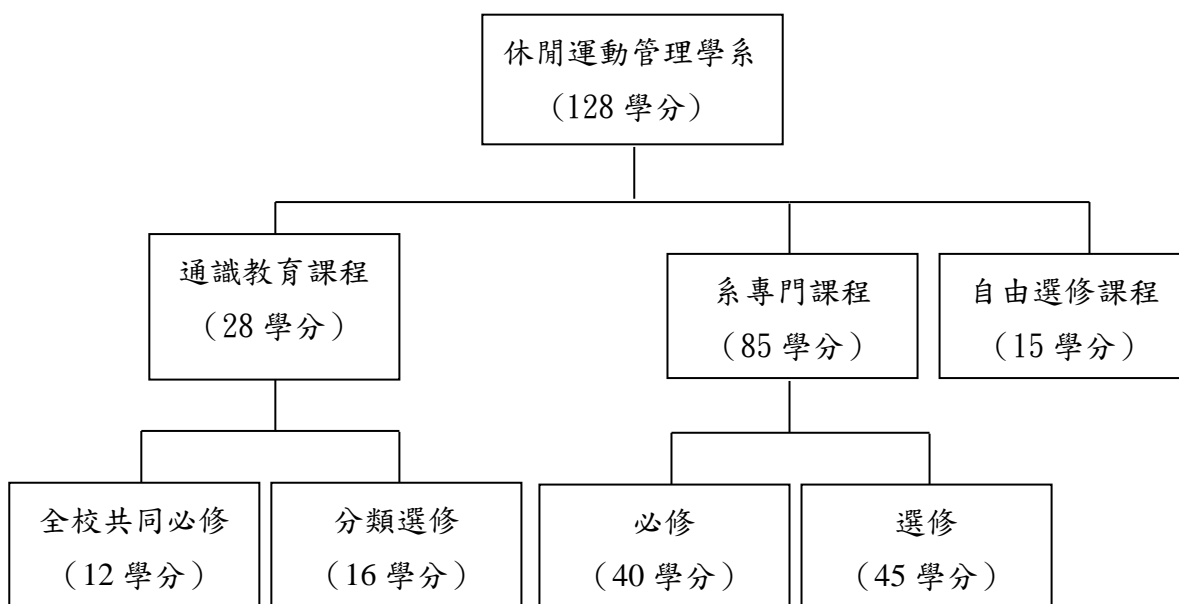 休閒運動管理學系
（128 學分）
通識教育課程
（28 學分）
系專門課程
（85 學分）
自由選修課程
（15 學分）
全校共同必修
（12 學分）
分類選修
（16 學分）
必修
（40 學分）
選修
（45 學分）